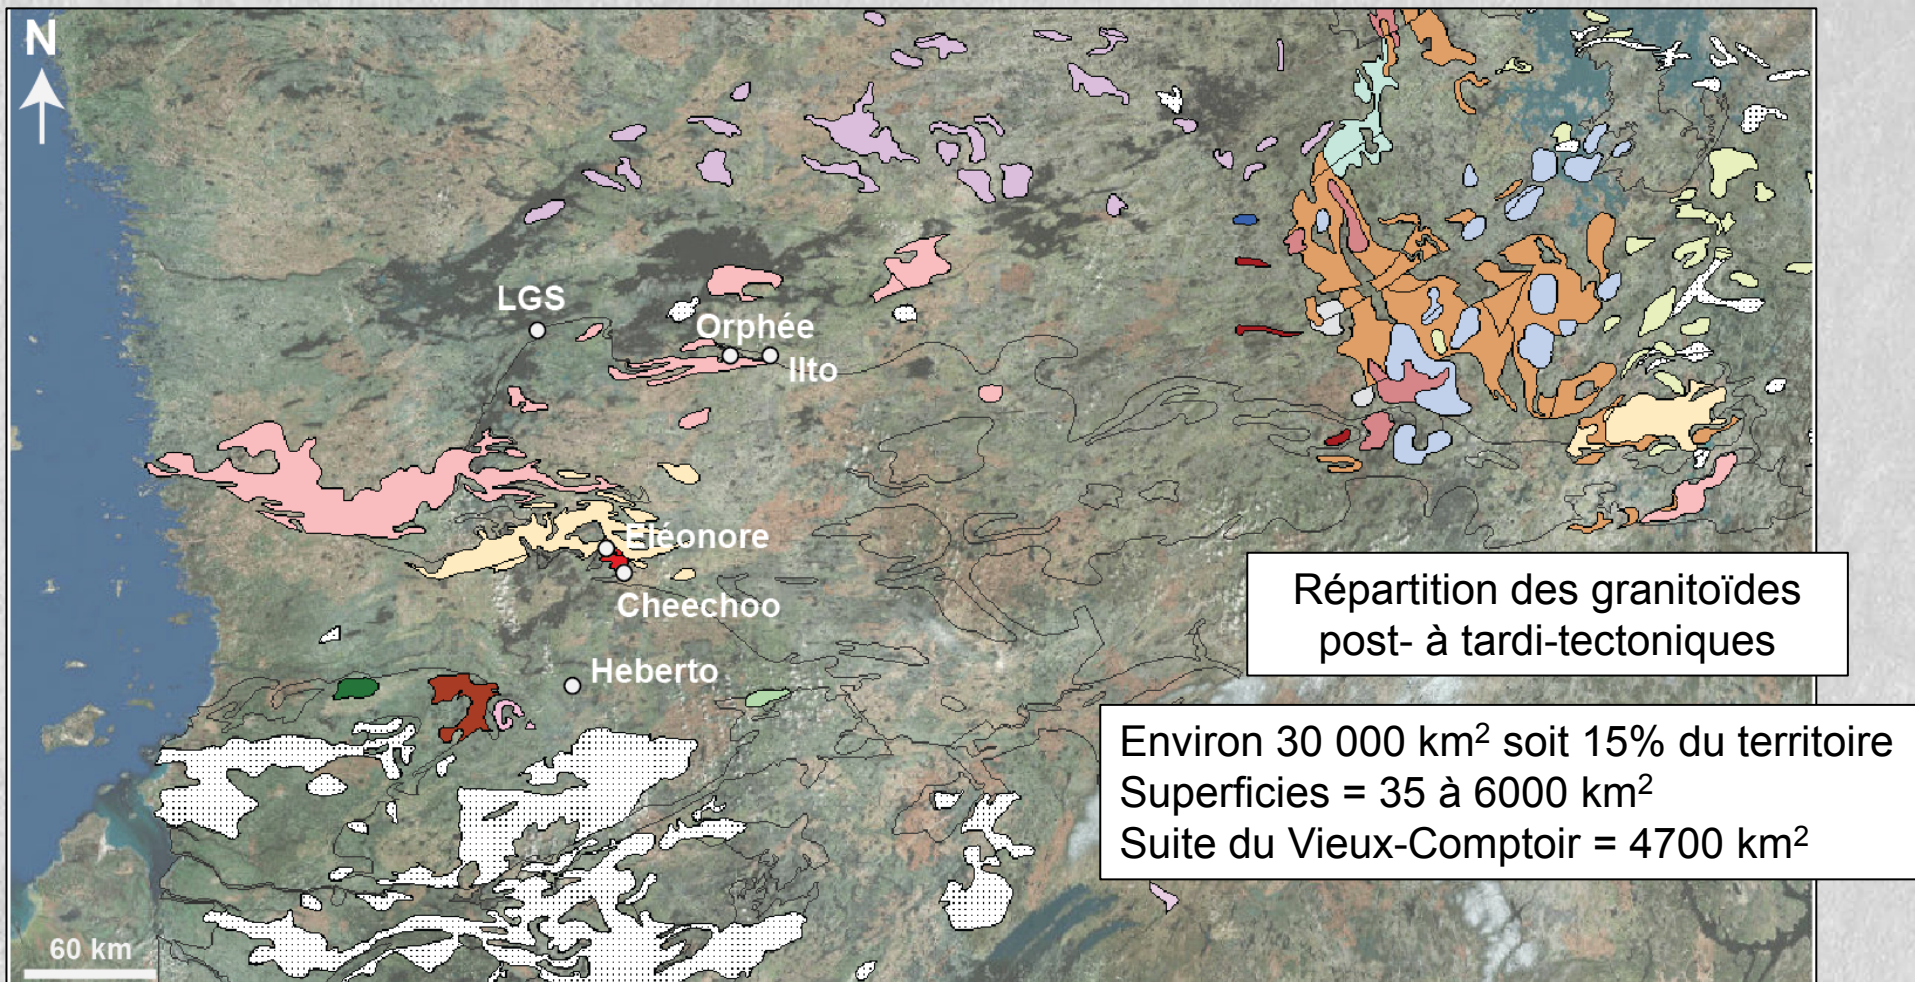 N
LGS
Orphée
Ilto
Eléonore
Cheechoo
Heberto
Répartition des granitoïdes
post- à tardi-tectoniques
Environ 30 000 km² soit 15% du territoire
Superficies = 35 à 6000 km²
Suite du Vieux-Comptoir = 4700 km²
60 km